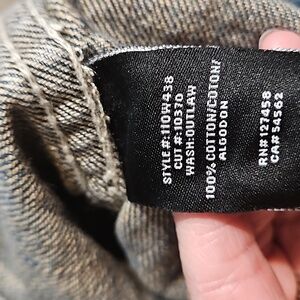 STYLE#:110W438
CUT#:10370
WASH:OUTLAW
100% COTTON/COTON/
ALGODON
RN#127458
CA#54562